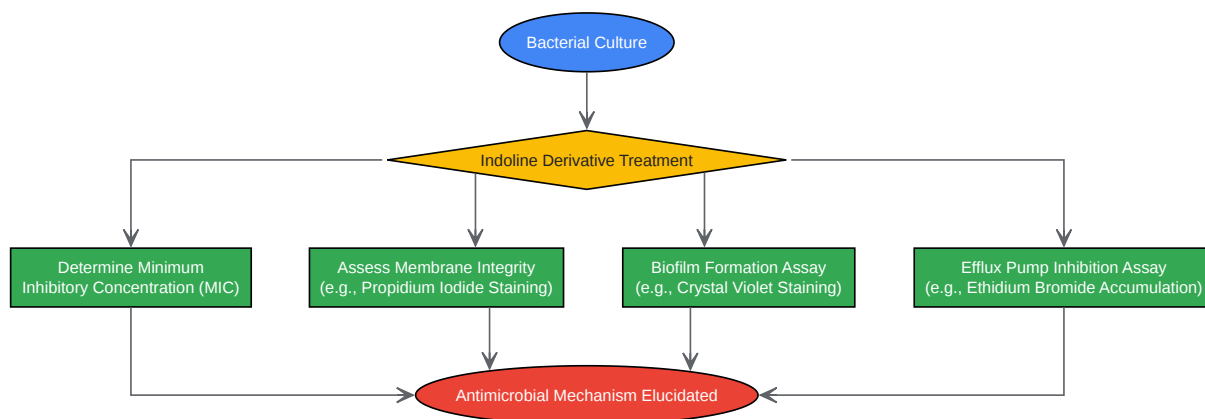 Bacterial Culture
Indoline Derivative Treatment
Determine Minimum
Inhibitory Concentration (MIC)
Assess Membrane Integrity
(e.g., Propidium Iodide Staining)
Biofilm Formation Assay
(e.g., Crystal Violet Staining)
Efflux Pump Inhibition Assay
(e.g., Ethidium Bromide Accumulation)
Antimicrobial Mechanism Elucidated